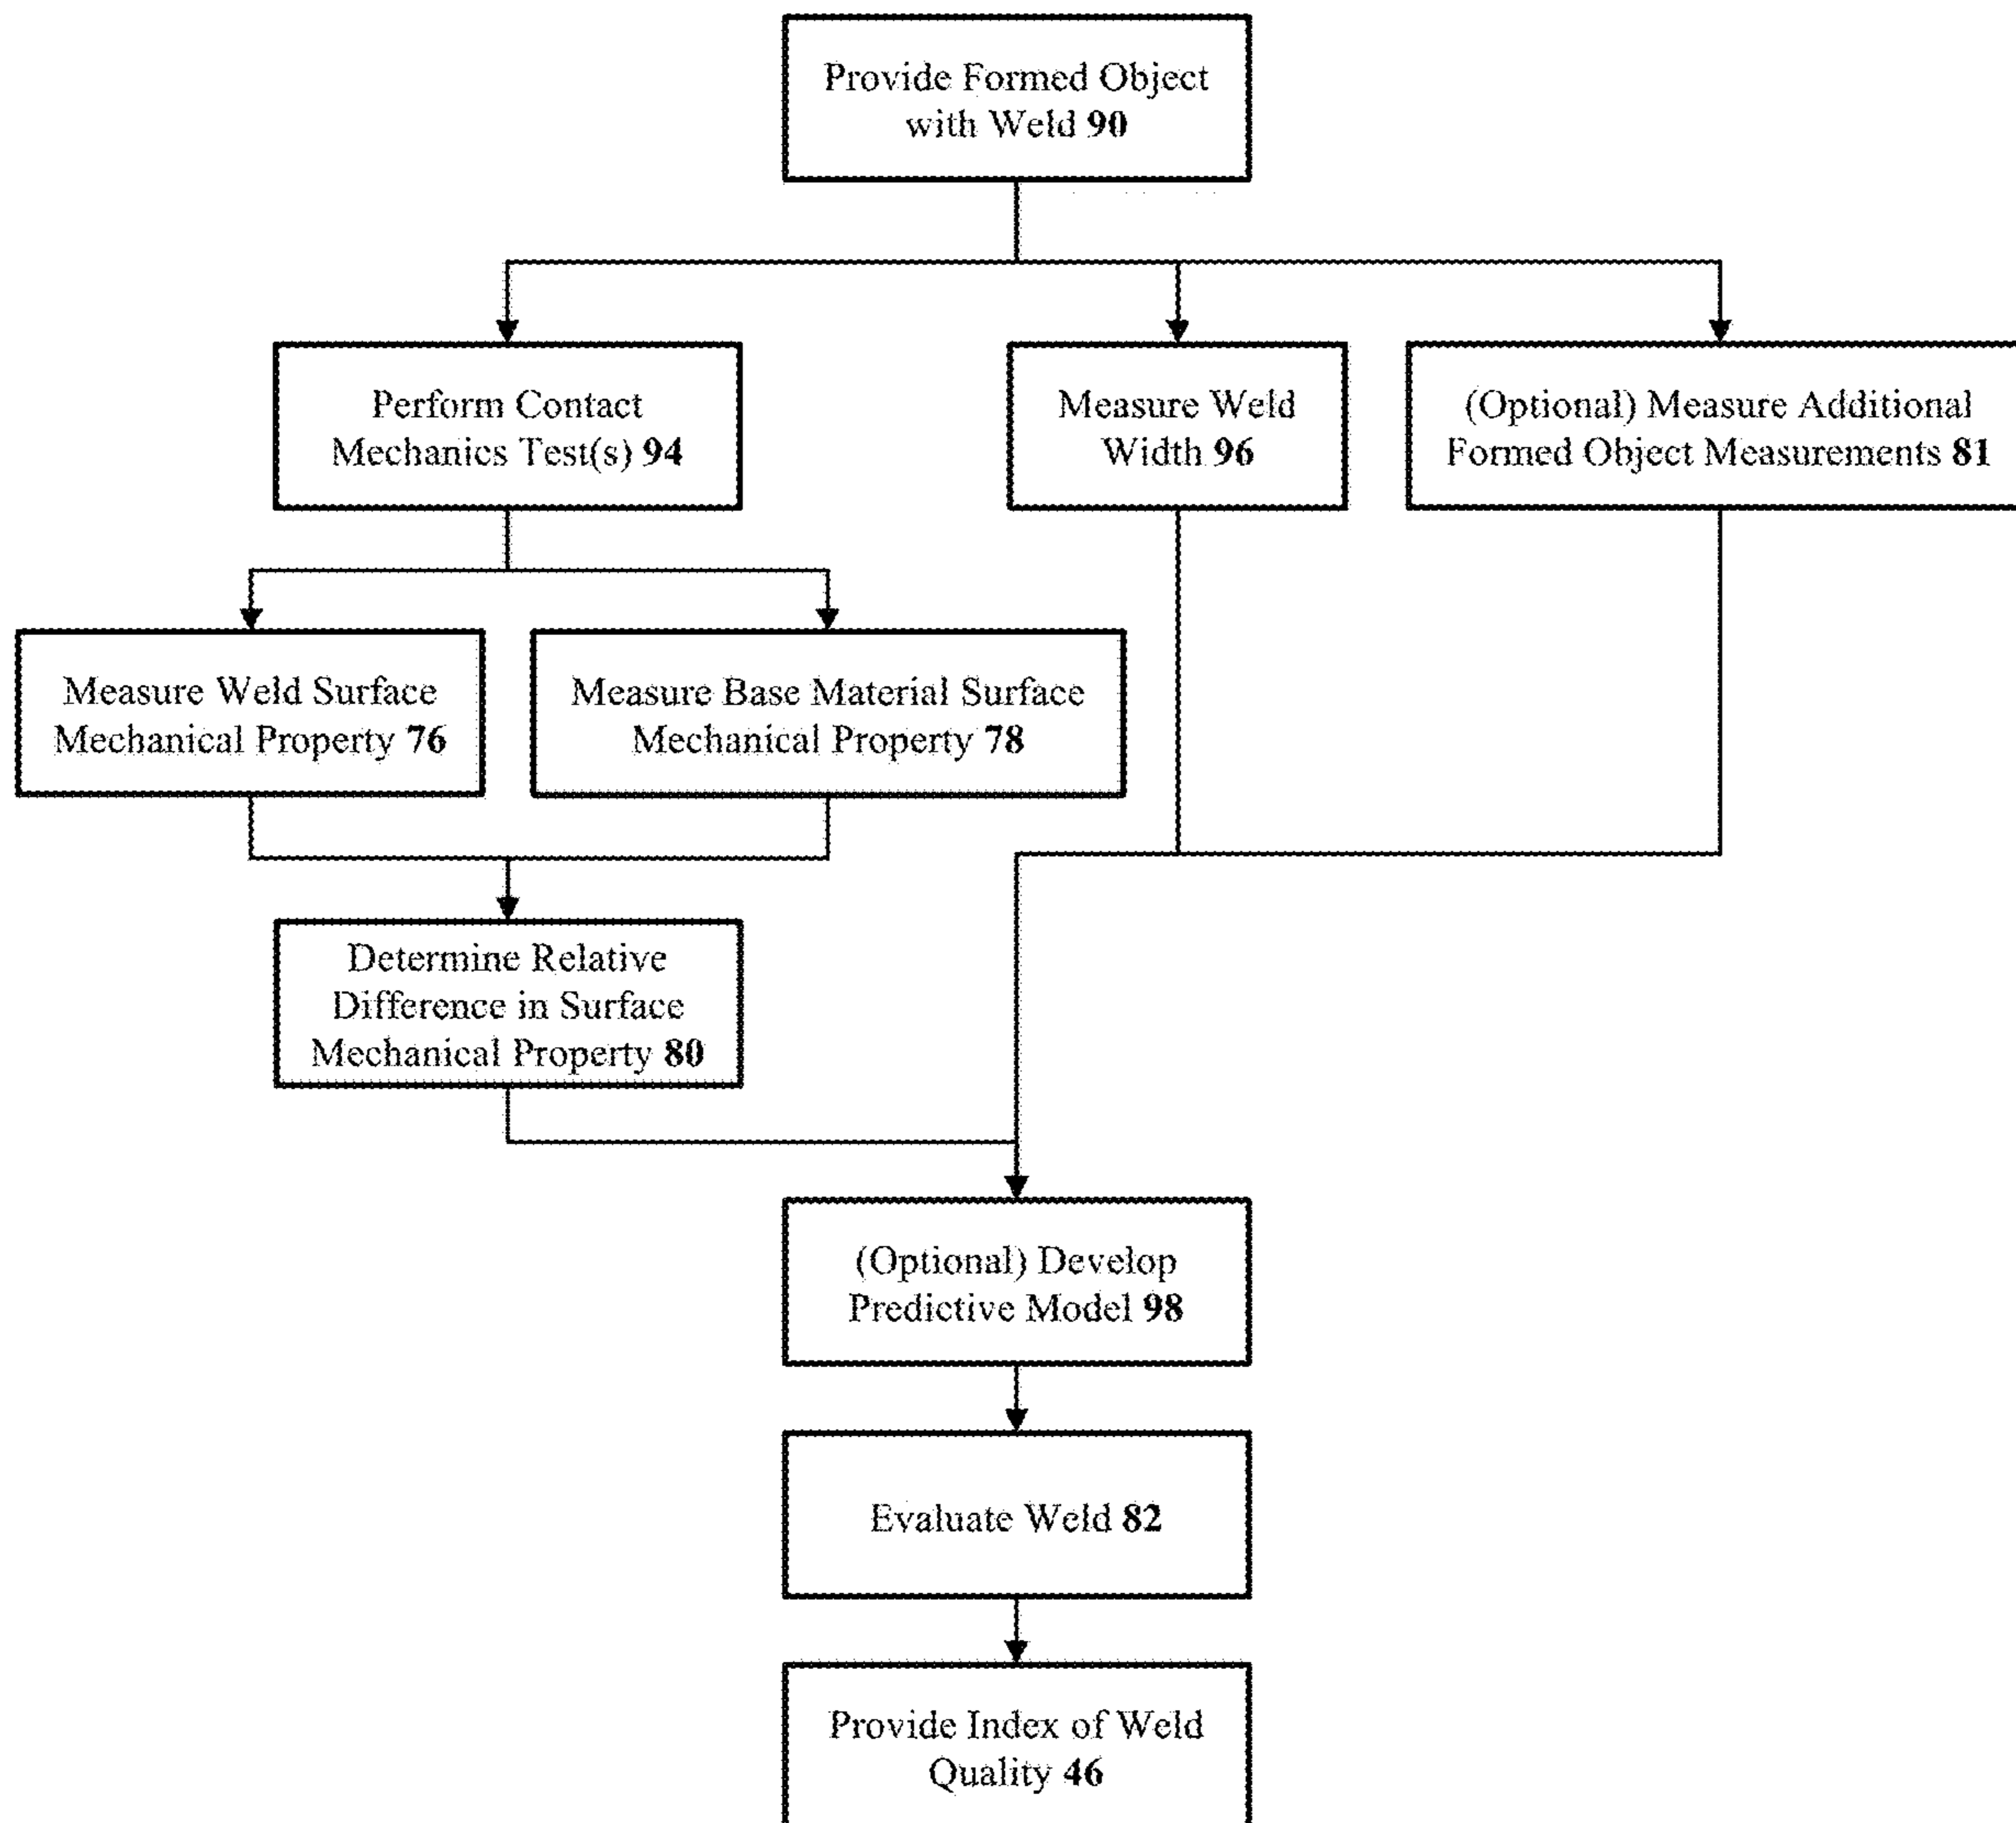 Provide Formed Object
with Weld 90
Perform Contact
Mechanics Test(s) 94
Measure Weld
Width 96
(Optional) Measure Additional
Formed Object Measurements 81
Measure Weld Surface
Mechanical Property 76
Measure Base Material Surface
Mechanical Property 78
Determine Relative
Difference in Surface
Mechanical Property 80
(Optional) Develop
Predictive Model 98
Evaluate Weld 82
Provide Index of Weld
Quality 46